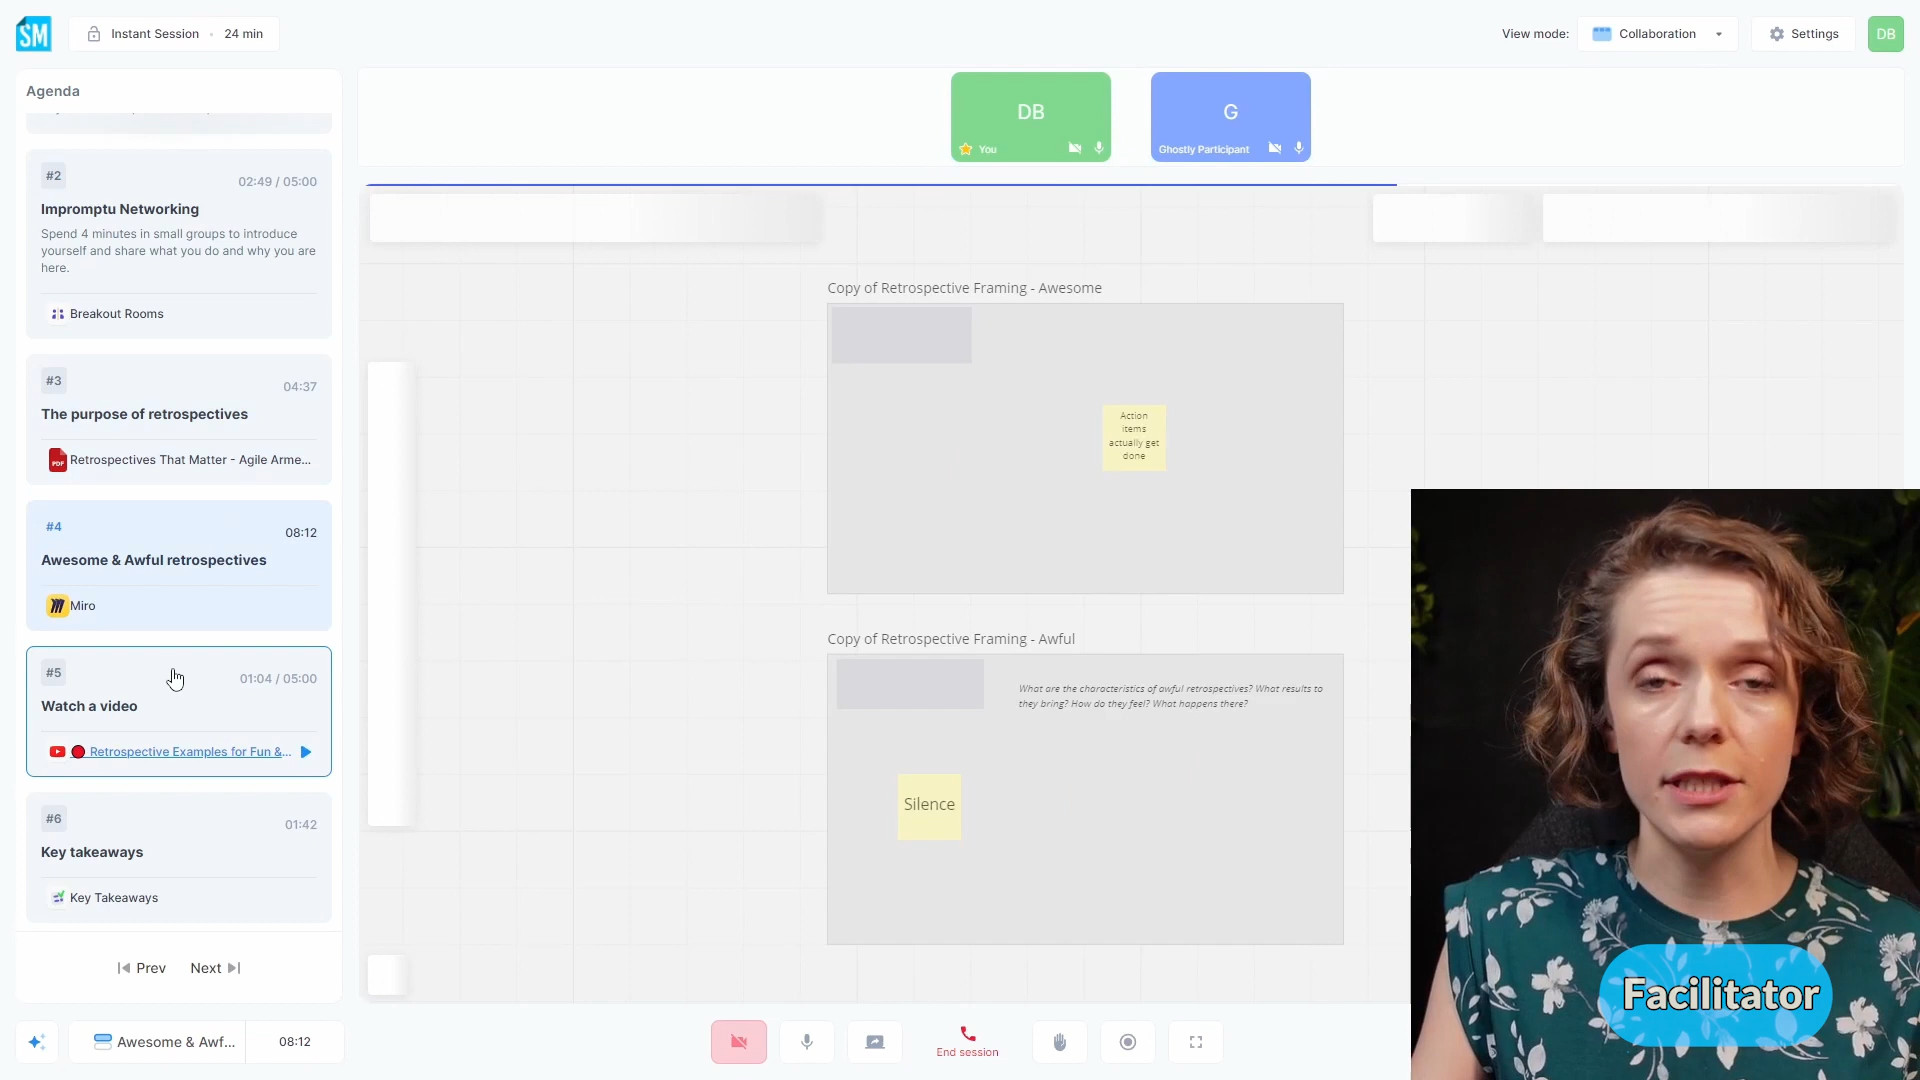 SM
Instant Session · 24 min
View mode:
Collaboration
Settings
DB
Agenda
DB
You
G
Ghostly Participant
#2
02:49 / 05:00
Impromptu Networking
Spend 4 minutes in small groups to introduce
yourself and share what you do and why you are
here.
Breakout Rooms
#3
04:37
The purpose of retrospectives
PDF
Retrospectives That Matter - Agile Arme...
#4
08:12
Awesome & Awful retrospectives
Miro
#5
01:04 / 05:00
Watch a video
Retrospective Examples for Fun &...
#6
01:42
Key takeaways
Key Takeaways
Prev
Next
Awesome & Awf...
08:12
Copy of Retrospective Framing - Awesome
Action
items
actually get
done
Copy of Retrospective Framing - Awful
What are the characteristics of awful retrospectives? What results to
they bring? How do they feel? What happens there?
Silence
End session
Facilitator